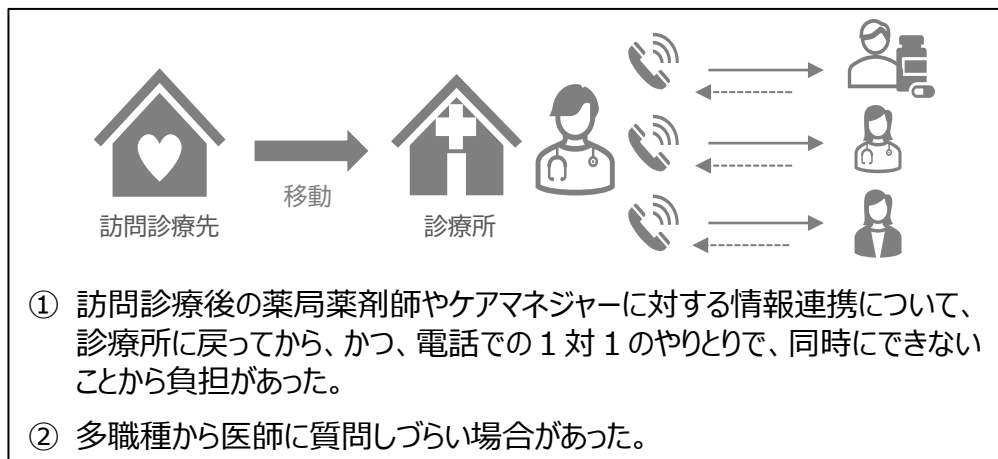 移動
訪問診療先
診療所
① 訪問診療後の薬局薬剤師やケアマネジャーに対する情報連携について、
診療所に戻ってから、かつ、電話での1対1のやりとりで、同時にできない
ことから負担があった。
② 多職種から医師に質問しづらい場合があった。